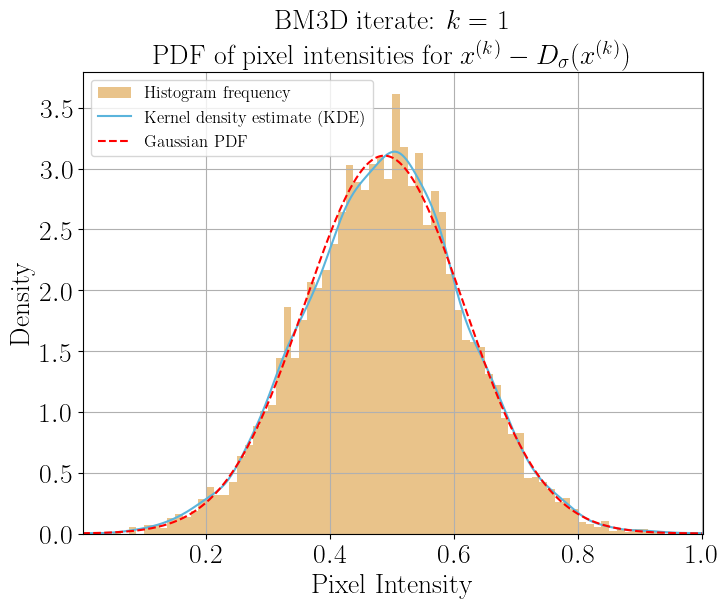 BM3D iterate: k = 1
PDF of pixel intensities for x^(k) − D_σ(x^(k))
Histogram frequency
Kernel density estimate (KDE)
Gaussian PDF
Density
3.5
3.0
2.5
2.0
1.5
1.0
0.5
0.0
0.2 0.4 0.6 0.8 1.0
Pixel Intensity